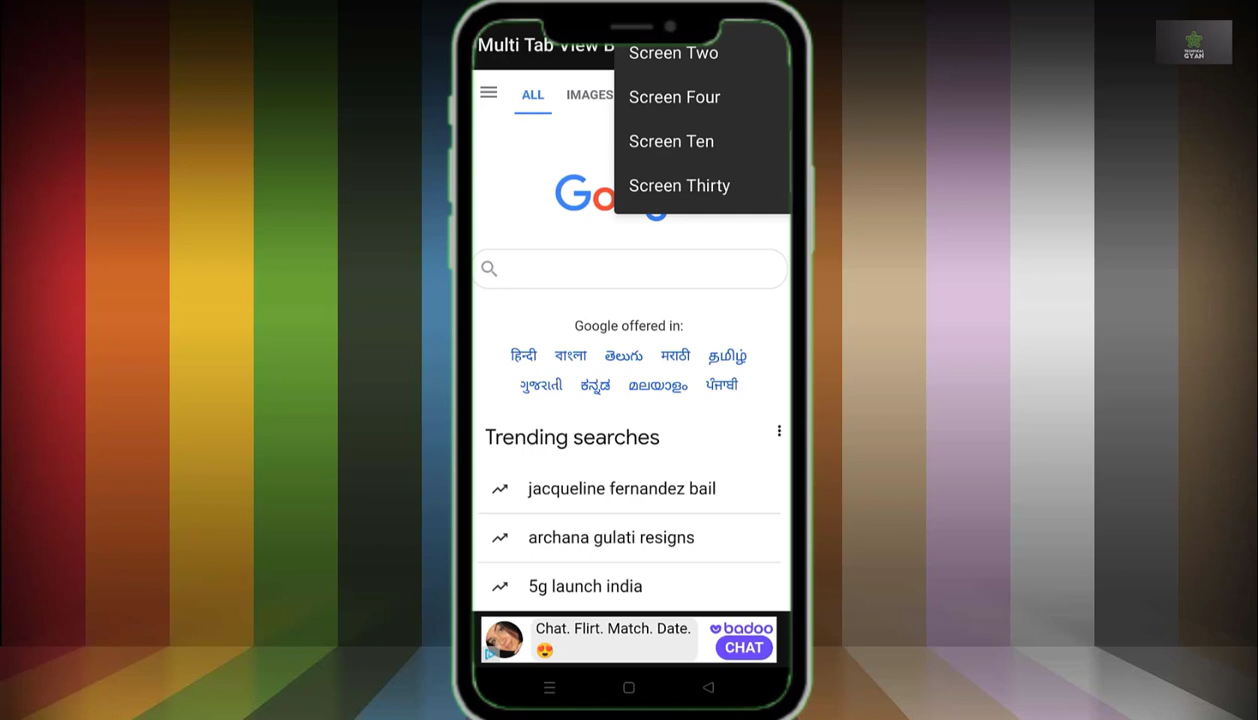 Multi Tab View B
Screen Two
Screen Four
Screen Ten
Screen Thirty
ALL
IMAGES
Google offered in:
हिन्दी বাংলা తెలుగు मराठी தமிழ்
ગુજરાતી ಕನ್ನಡ മലയാളം ਪੰਜਾਬੀ
Trending searches
jacqueline fernandez bail
archana gulati resigns
5g launch india
Chat. Flirt. Match. Date.
badoo
CHAT
TECHNICAL
GYAN